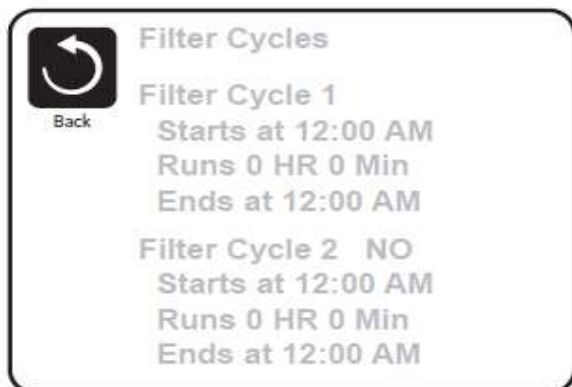 Filter Cycles
Back
Filter Cycle 1
Starts at 12:00 AM
Runs 0 HR 0 Min
Ends at 12:00 AM
Filter Cycle 2 NO
Starts at 12:00 AM
Runs 0 HR 0 Min
Ends at 12:00 AM